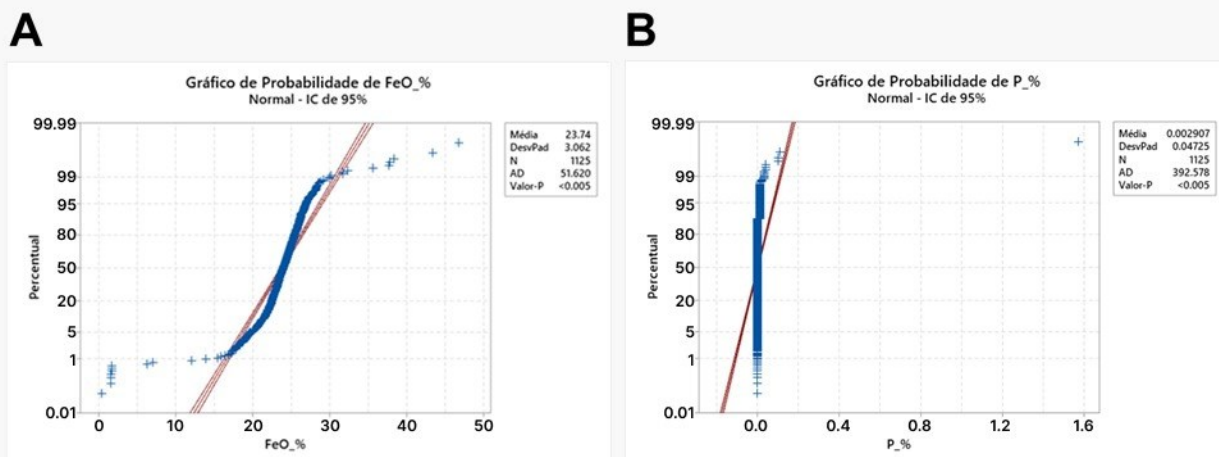 A
Gráfico de Probabilidade de FeO_%
Normal - IC de 95%
99.99
99
95
80
50
20
5
1
0.01
Percentual
0
10
20
30
40
50
FeO_%
Média 23.74
DesvPad 3.062
N 1125
AD 51.620
Valor-P <0.005
B
Gráfico de Probabilidade de P_%
Normal - IC de 95%
99.99
99
95
80
50
20
5
1
0.01
Percentual
0.0
0.4
0.8
1.2
1.6
P_%
Média 0.002907
DesvPad 0.04725
N 1125
AD 392.578
Valor-P <0.005